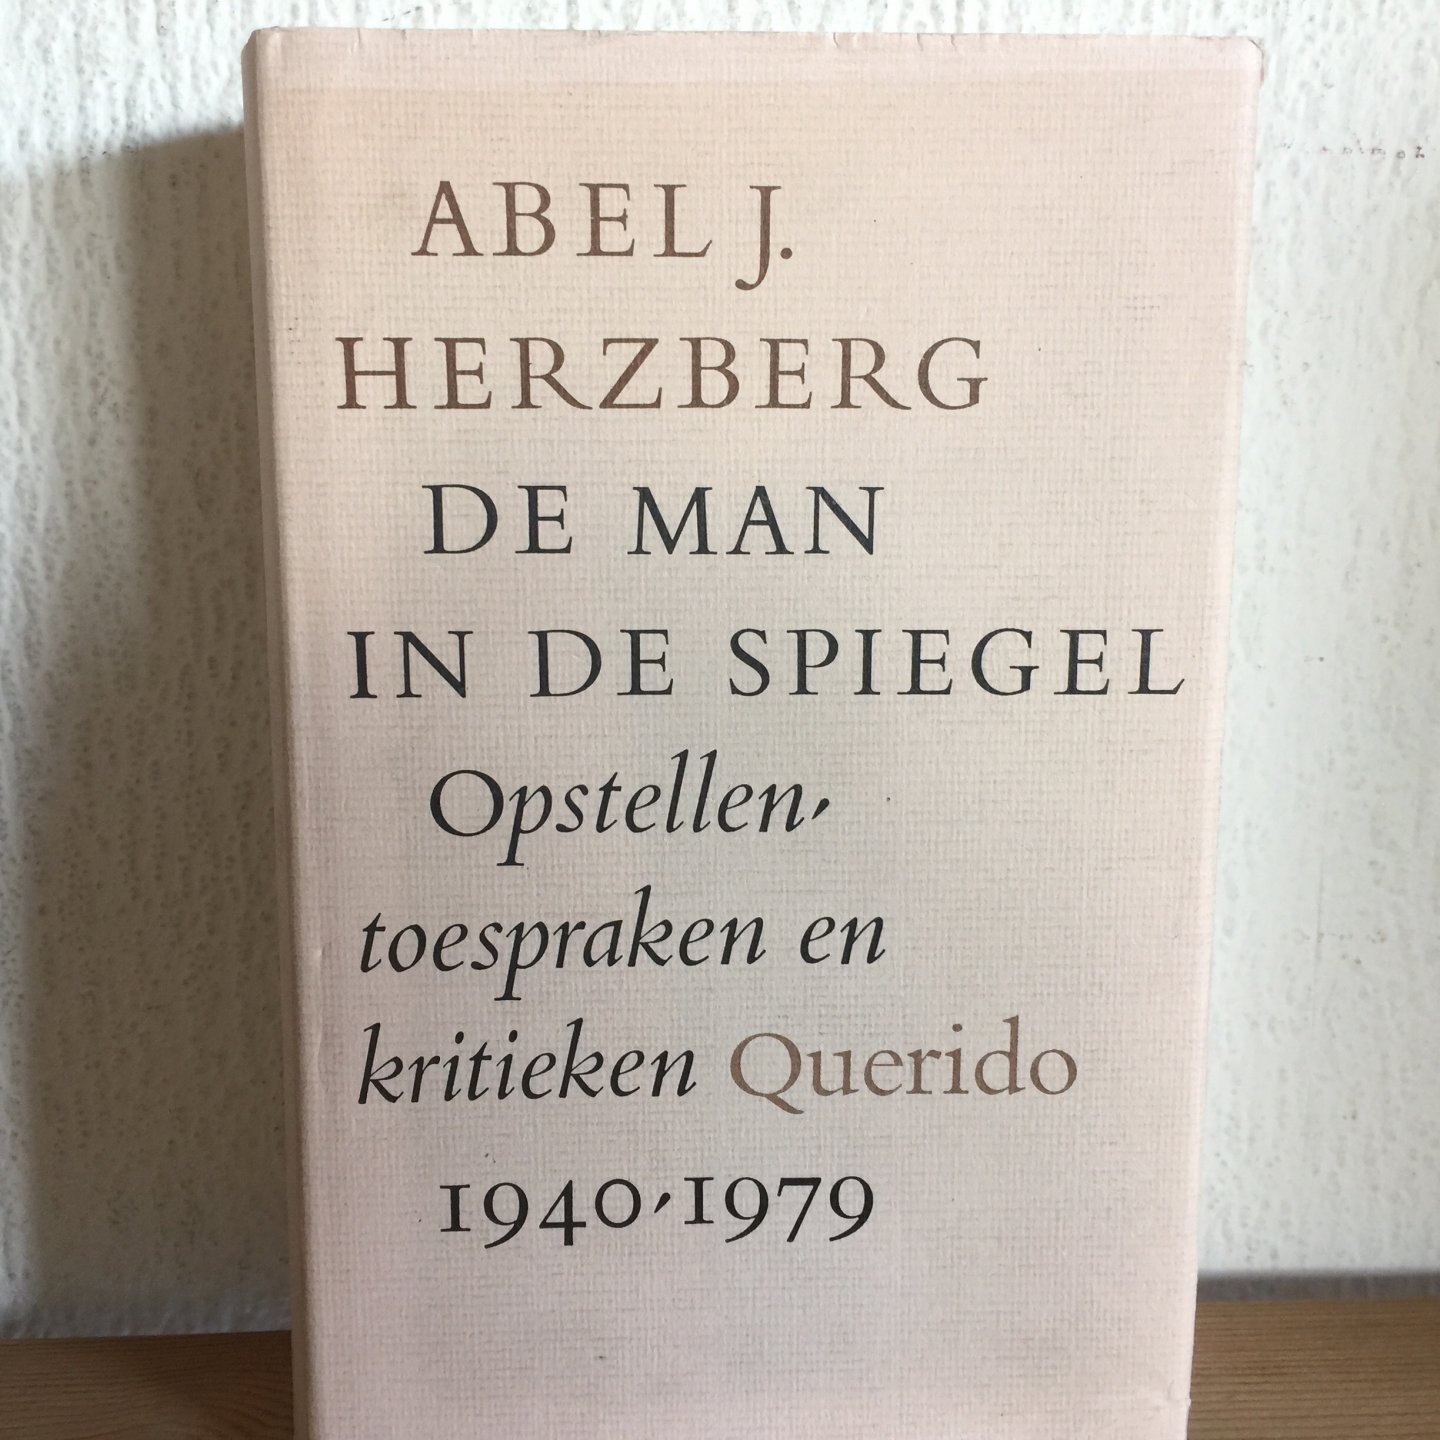 ABEL J.
HERZBERG
DE MAN
IN DE SPIEGEL
Opstellen,
toespraken en
kritieken Querido
1940-1979